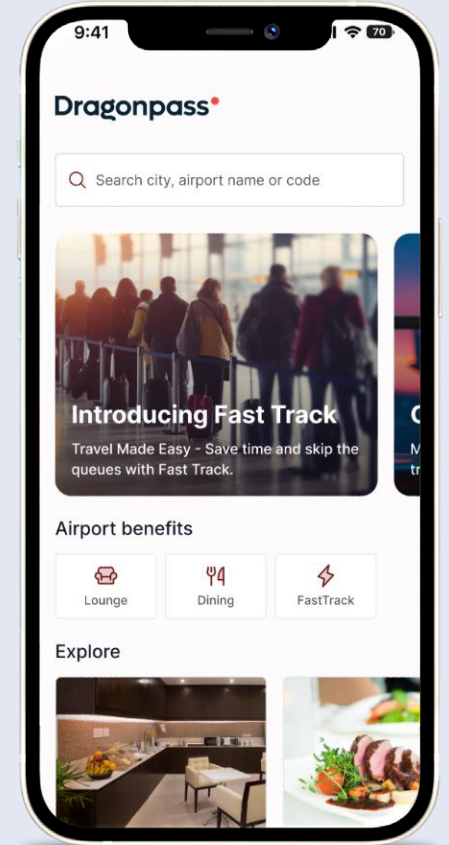 9:41
70
Dragonpass
Search city, airport name or code
Introducing Fast Track
Travel Made Easy - Save time and skip the
queues with Fast Track.
M
tr
Airport benefits
Lounge
Dining
FastTrack
Explore